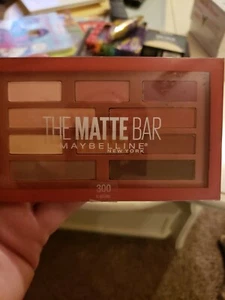 THE MATTE BAR
MAYBELLINE®
NEW YORK
300